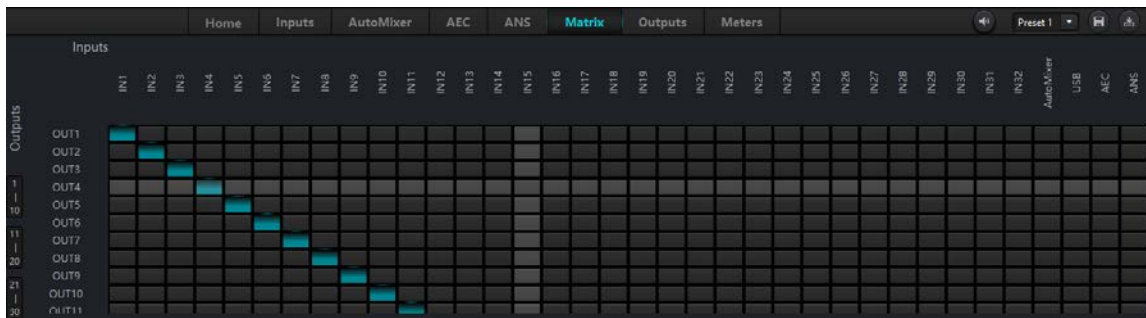 Home Inputs AutoMixer AEC ANS Matrix Outputs Meters Preset 1
Inputs
IN1 IN2 IN3 IN4 IN5 IN6 IN7 IN8 IN9 IN10 IN11 IN12 IN13 IN14 IN15 IN16 IN17 IN18 IN19 IN20 IN21 IN22 IN23 IN24 IN25 IN26 IN27 IN28 IN29 IN30 IN31 IN32 AutoMixer USB AEC ANS
Outputs
OUT1
OUT2
OUT3
OUT4
OUT5
OUT6
OUT7
OUT8
OUT9
OUT10
OUT11
1
|
10
11
|
20
21
|
30